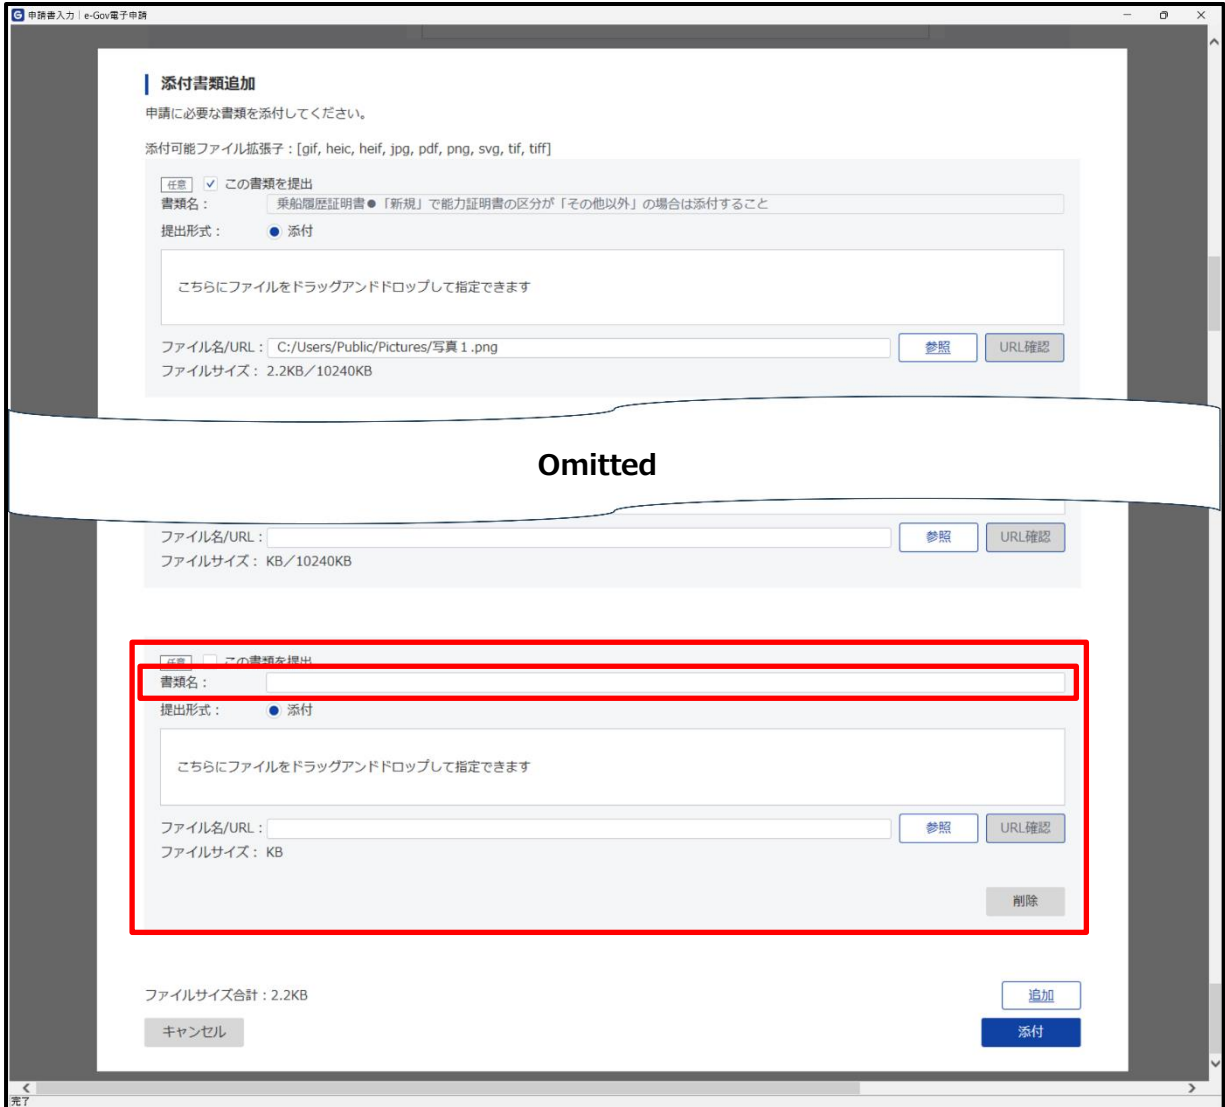 申請書入力｜e-Gov電子申請
添付書類追加
申請に必要な書類を添付してください。
添付可能ファイル拡張子：[gif, heic, heif, jpg, pdf, png, svg, tif, tiff]
任意 この書類を提出
書類名： 乗船履歴証明書●「新規」で能力証明書の区分が「その他以外」の場合は添付すること
提出形式： 添付
こちらにファイルをドラッグアンドドロップして指定できます
ファイル名/URL： C:/Users/Public/Pictures/写真１.png 参照 URL確認
ファイルサイズ： 2.2KB／10240KB
Omitted
ファイル名/URL： 参照 URL確認
ファイルサイズ： KB／10240KB
任意 この書類を提出
書類名：
提出形式： 添付
こちらにファイルをドラッグアンドドロップして指定できます
ファイル名/URL： 参照 URL確認
ファイルサイズ： KB
削除
ファイルサイズ合計：2.2KB 追加
キャンセル 添付
完了